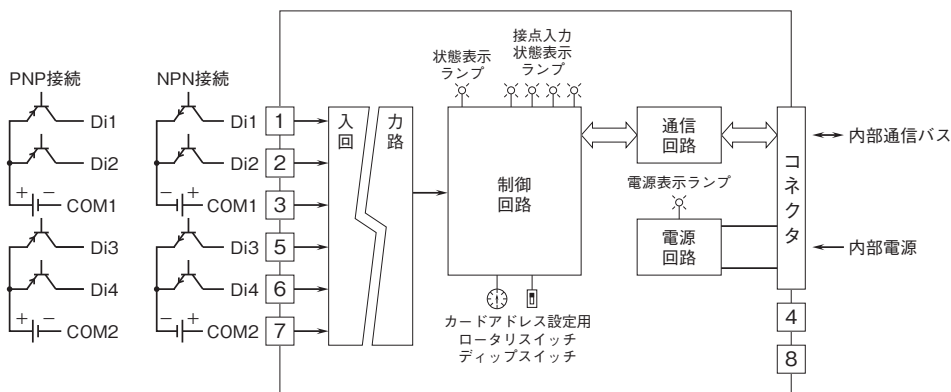 PNP接続
Di1
Di2
+ −
COM1
Di3
Di4
+ −
COM2
NPN接続
Di1
Di2
− +
COM1
Di3
Di4
− +
COM2
1
2
3
5
6
7
入力
回路
状態表示
ランプ
接点入力
状態表示
ランプ
制御
回路
カードアドレス設定用
ロータリスイッチ
ディップスイッチ
通信
回路
電源表示ランプ
電源
回路
コネクタ
4
8
内部通信バス
内部電源